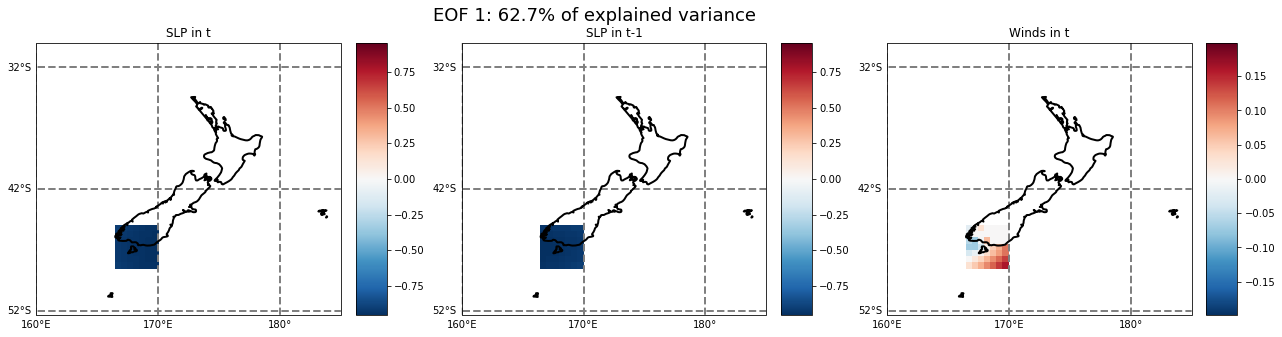 EOF 1: 62.7% of explained variance
SLP in t
32°S
42°S
52°S
160°E
170°E
180°
0.75
0.50
0.25
0.00
−0.25
−0.50
−0.75
SLP in t-1
32°S
42°S
52°S
160°E
170°E
180°
0.75
0.50
0.25
0.00
−0.25
−0.50
−0.75
Winds in t
32°S
42°S
52°S
160°E
170°E
180°
0.15
0.10
0.05
0.00
−0.05
−0.10
−0.15